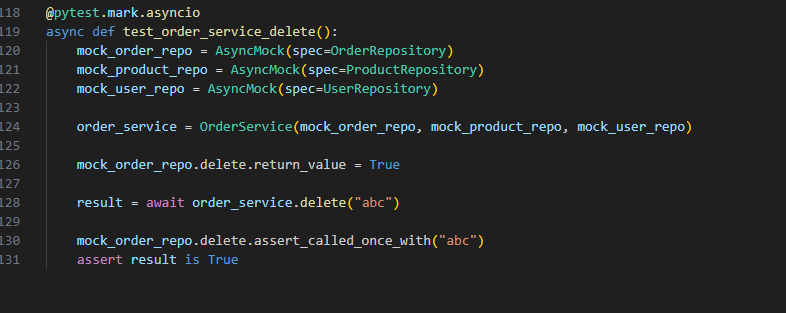 118 @pytest.mark.asyncio
119 async def test_order_service_delete():
120     mock_order_repo = AsyncMock(spec=OrderRepository)
121     mock_product_repo = AsyncMock(spec=ProductRepository)
122     mock_user_repo = AsyncMock(spec=UserRepository)
123
124     order_service = OrderService(mock_order_repo, mock_product_repo, mock_user_repo)
125
126     mock_order_repo.delete.return_value = True
127
128     result = await order_service.delete("abc")
129
130     mock_order_repo.delete.assert_called_once_with("abc")
131     assert result is True